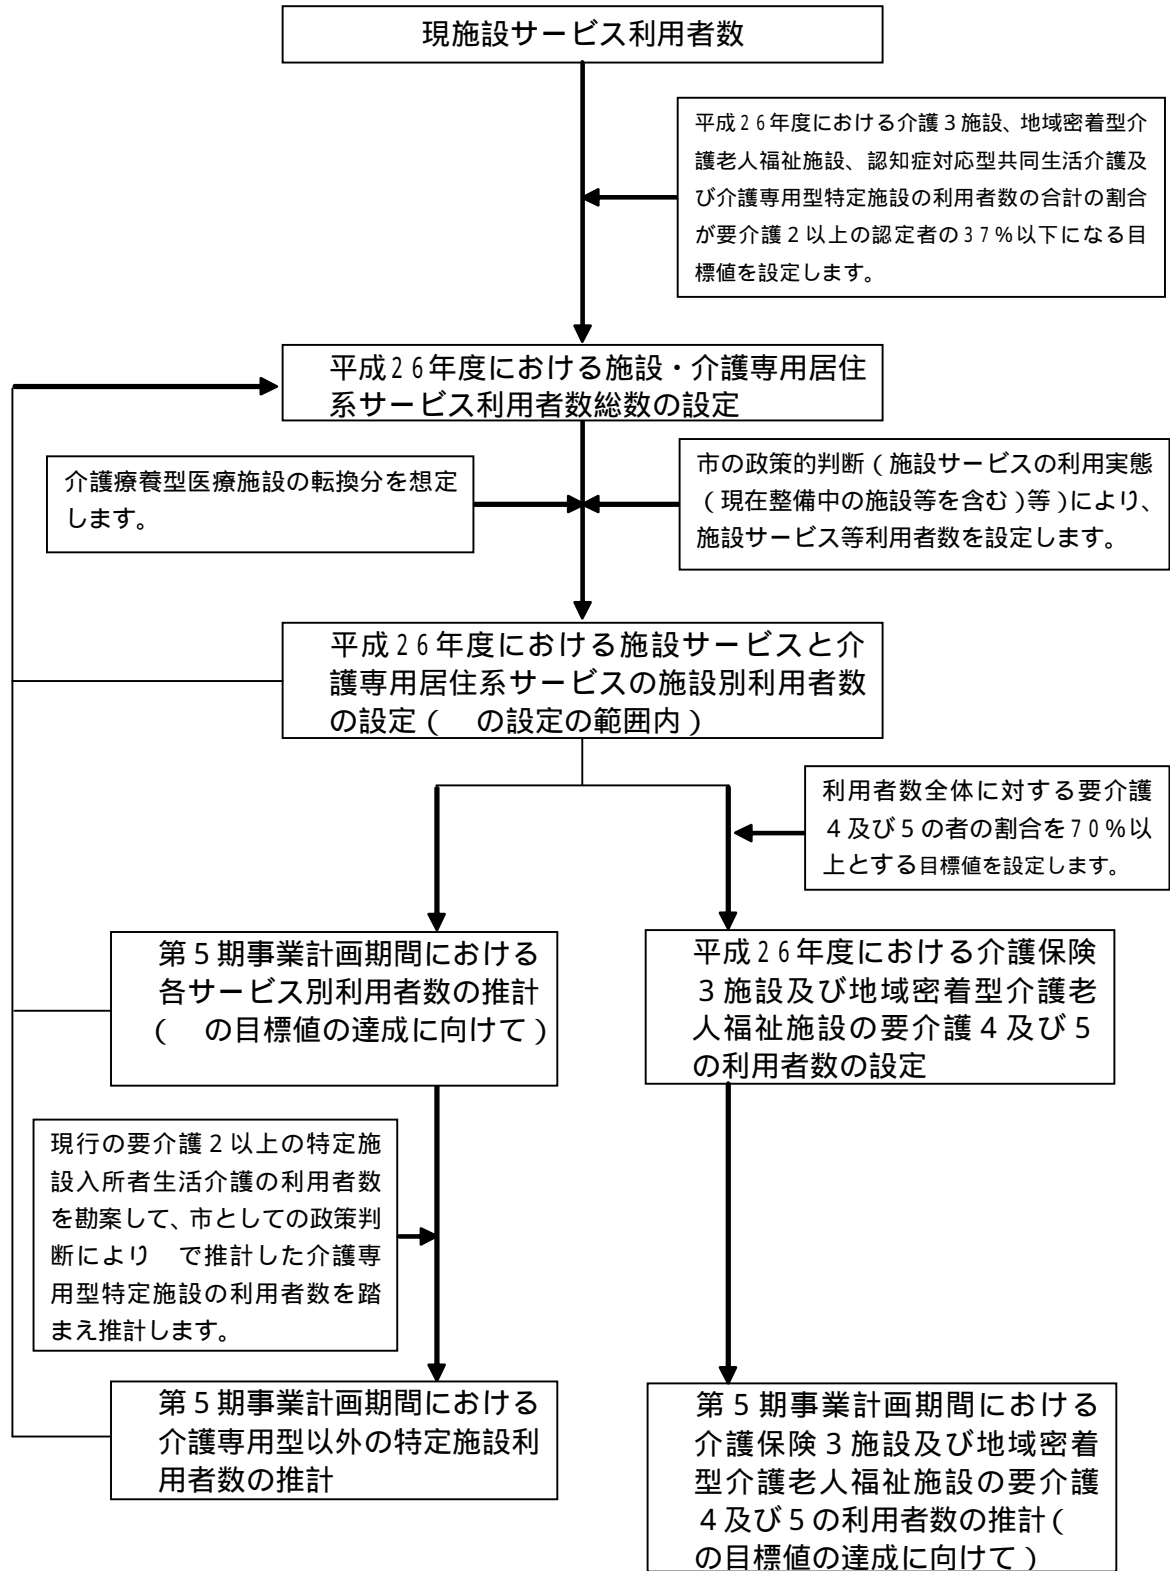 現施設サービス利用者数
平成26年度における介護3施設、地域密着型介
護老人福祉施設、認知症対応型共同生活介護及
び介護専用型特定施設の利用者数の合計の割合
が要介護2以上の認定者の37%以下になる目
標値を設定します。
平成26年度における施設・介護専用居住
系サービス利用者数総数の設定
介護療養型医療施設の転換分を想定
します。
市の政策的判断(施設サービスの利用実態
(現在整備中の施設等を含む)等)により、
施設サービス等利用者数を設定します。
平成26年度における施設サービスと介
護専用居住系サービスの施設別利用者数
の設定(　の設定の範囲内)
利用者数全体に対する要介護
4及び5の者の割合を70%以
上とする目標値を設定します。
第5期事業計画期間における
各サービス別利用者数の推計
(　の目標値の達成に向けて)
平成26年度における介護保険
3施設及び地域密着型介護老
人福祉施設の要介護4及び5
の利用者数の設定
現行の要介護2以上の特定施
設入所者生活介護の利用者数
を勘案して、市としての政策判
断により　で推計した介護専
用型特定施設の利用者数を踏
まえ推計します。
第5期事業計画期間における
介護専用型以外の特定施設利
用者数の推計
第5期事業計画期間における
介護保険3施設及び地域密着
型介護老人福祉施設の要介護
4及び5の利用者数の推計(
の目標値の達成に向けて)